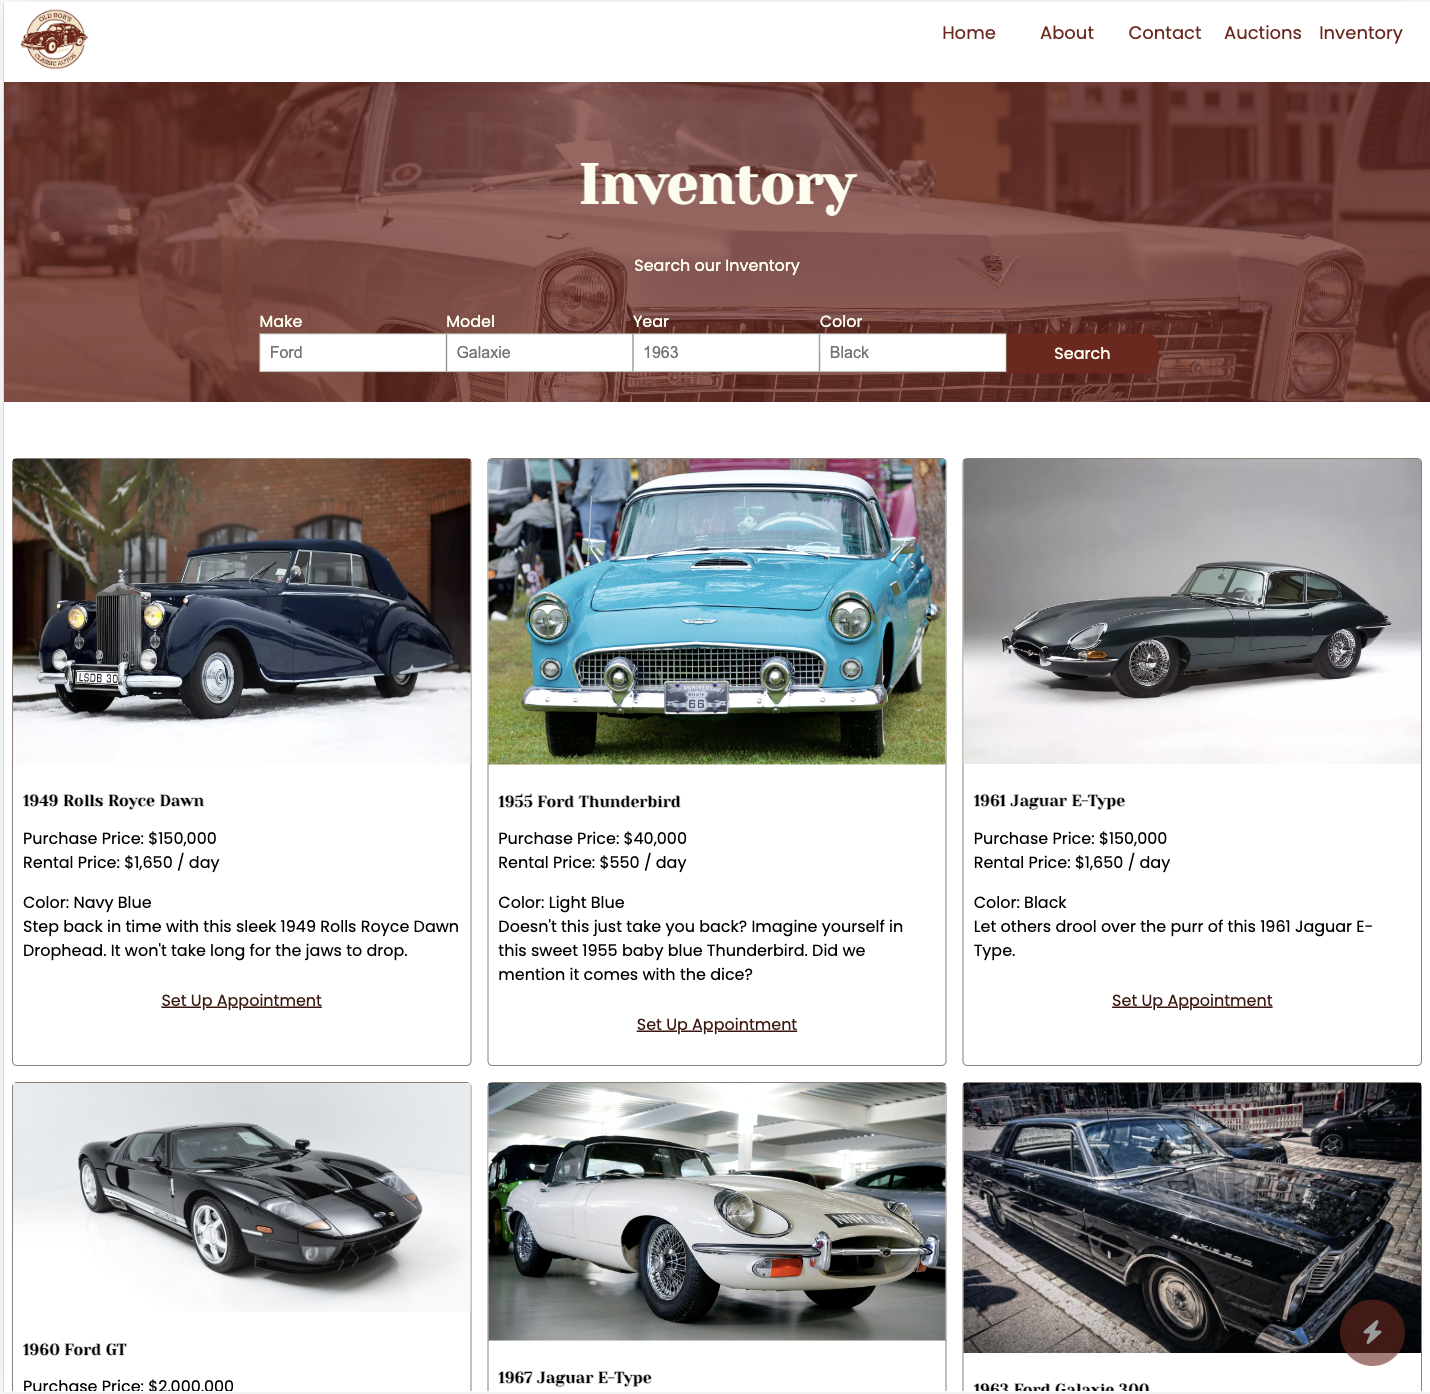 OLD BOB'S
CLASSIC AUTOS
Home
About
Contact
Auctions
Inventory
Inventory
Search our Inventory
Make
Model
Year
Color
Ford
Galaxie
1963
Black
Search
LSDB 30
66
1949 Rolls Royce Dawn
Purchase Price: $150,000
Rental Price: $1,650 / day
Color: Navy Blue
Step back in time with this sleek 1949 Rolls Royce Dawn
Drophead. It won't take long for the jaws to drop.
Set Up Appointment
1955 Ford Thunderbird
Purchase Price: $40,000
Rental Price: $550 / day
Color: Light Blue
Doesn't this just take you back? Imagine yourself in
this sweet 1955 baby blue Thunderbird. Did we
mention it comes with the dice?
Set Up Appointment
1961 Jaguar E-Type
Purchase Price: $150,000
Rental Price: $1,650 / day
Color: Black
Let others drool over the purr of this 1961 Jaguar E-
Type.
Set Up Appointment
1960 Ford GT
Purchase Price: $2,000,000
1967 Jaguar E-Type
GALAXIE 500
1963 Ford Galaxie 300